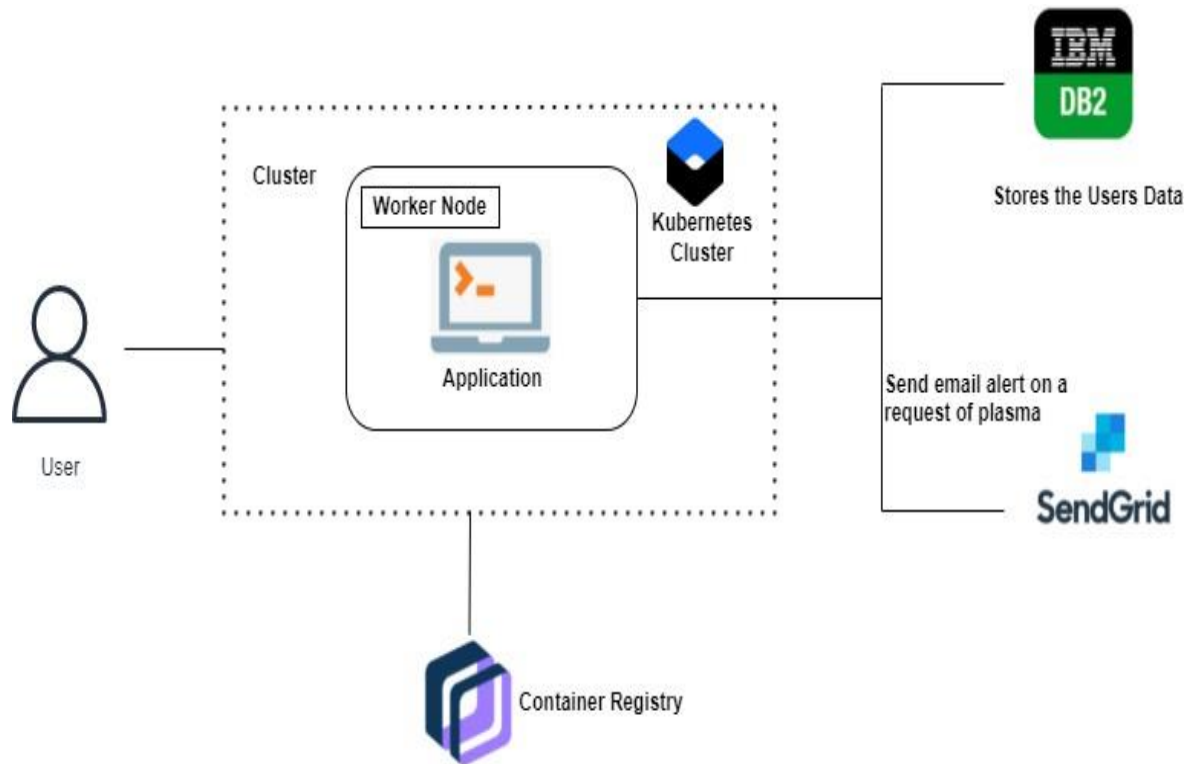 IBM
DB2
Stores the Users Data
Cluster
Worker Node
Kubernetes
Cluster
Application
User
Send email alert on a
request of plasma
SendGrid
Container Registry